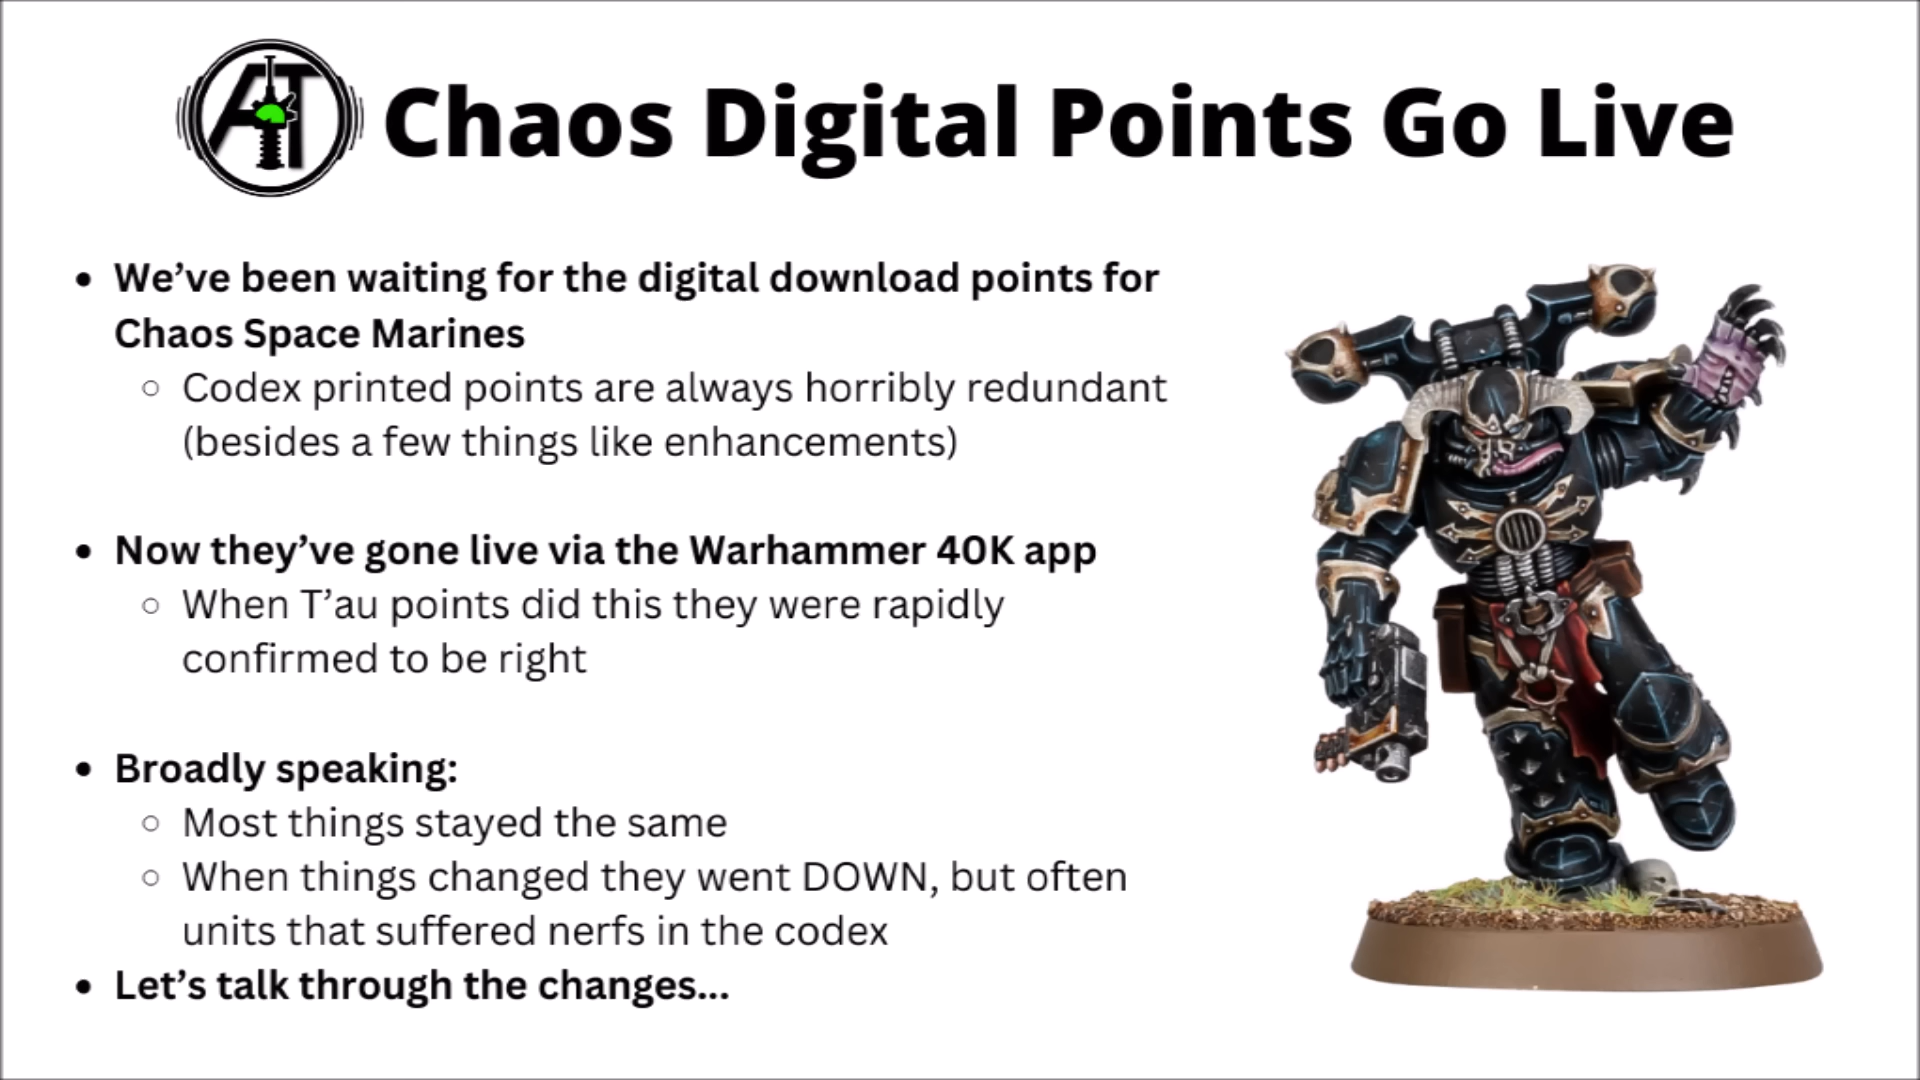 AT
Chaos Digital Points Go Live
• We’ve been waiting for the digital download points for
Chaos Space Marines
○ Codex printed points are always horribly redundant
(besides a few things like enhancements)
• Now they’ve gone live via the Warhammer 40K app
○ When T’au points did this they were rapidly
confirmed to be right
• Broadly speaking:
○ Most things stayed the same
○ When things changed they went DOWN, but often
units that suffered nerfs in the codex
• Let’s talk through the changes...